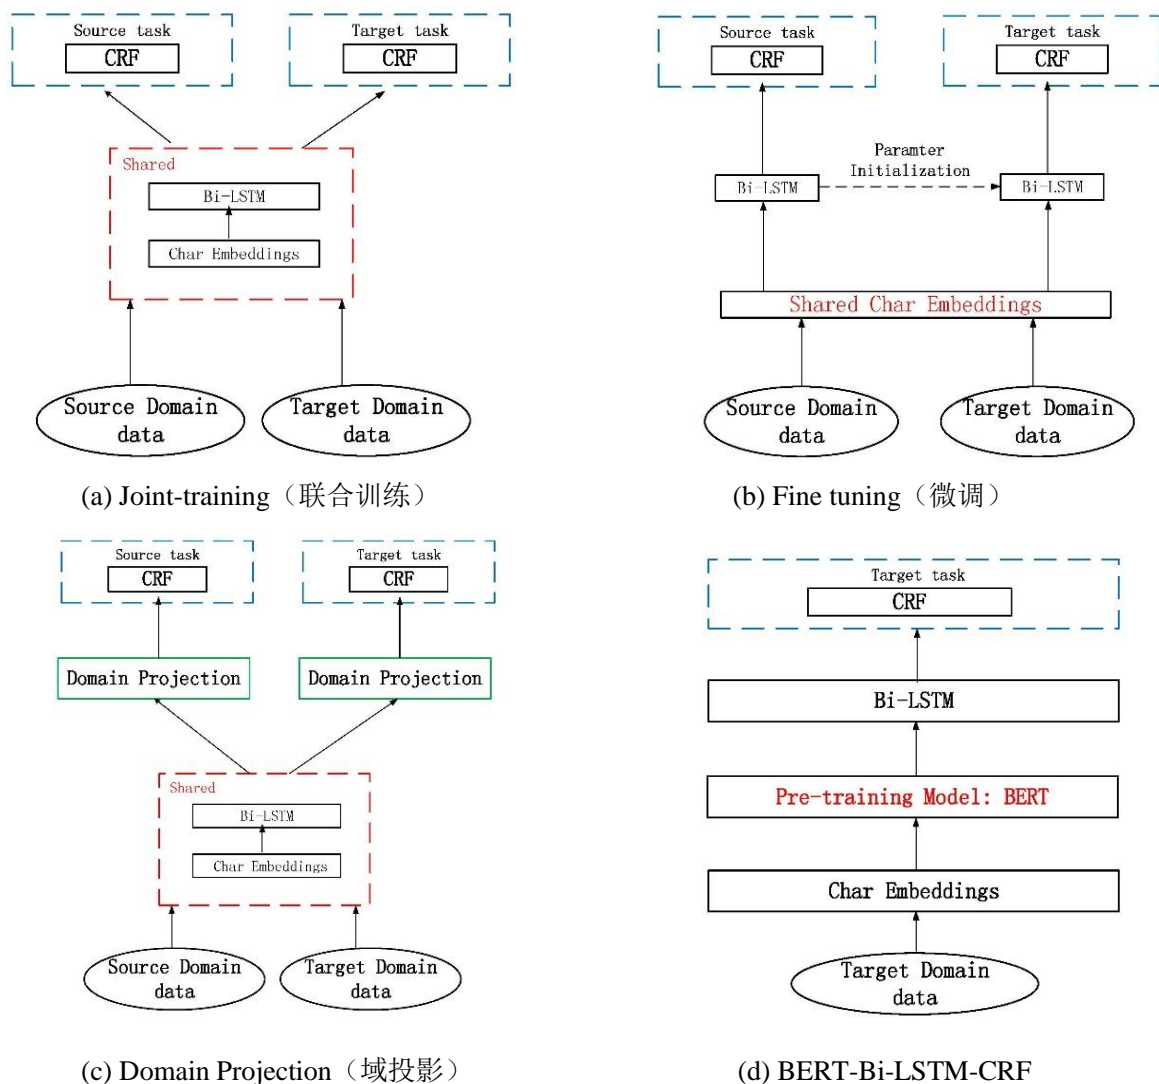 Source task
CRF
Target task
CRF
Shared
Bi-LSTM
Char Embeddings
Source Domain
data
Target Domain
data
(a) Joint-training（联合训练）
Source task
CRF
Target task
CRF
Paramter
Initialization
Bi-LSTM
Bi-LSTM
Shared Char Embeddings
Source Domain
data
Target Domain
data
(b) Fine tuning（微调）
Source task
CRF
Target task
CRF
Domain Projection
Domain Projection
Shared
Bi-LSTM
Char Embeddings
Source Domain
data
Target Domain
data
(c) Domain Projection（域投影）
Target task
CRF
Bi-LSTM
Pre-training Model: BERT
Char Embeddings
Target Domain
data
(d) BERT-Bi-LSTM-CRF